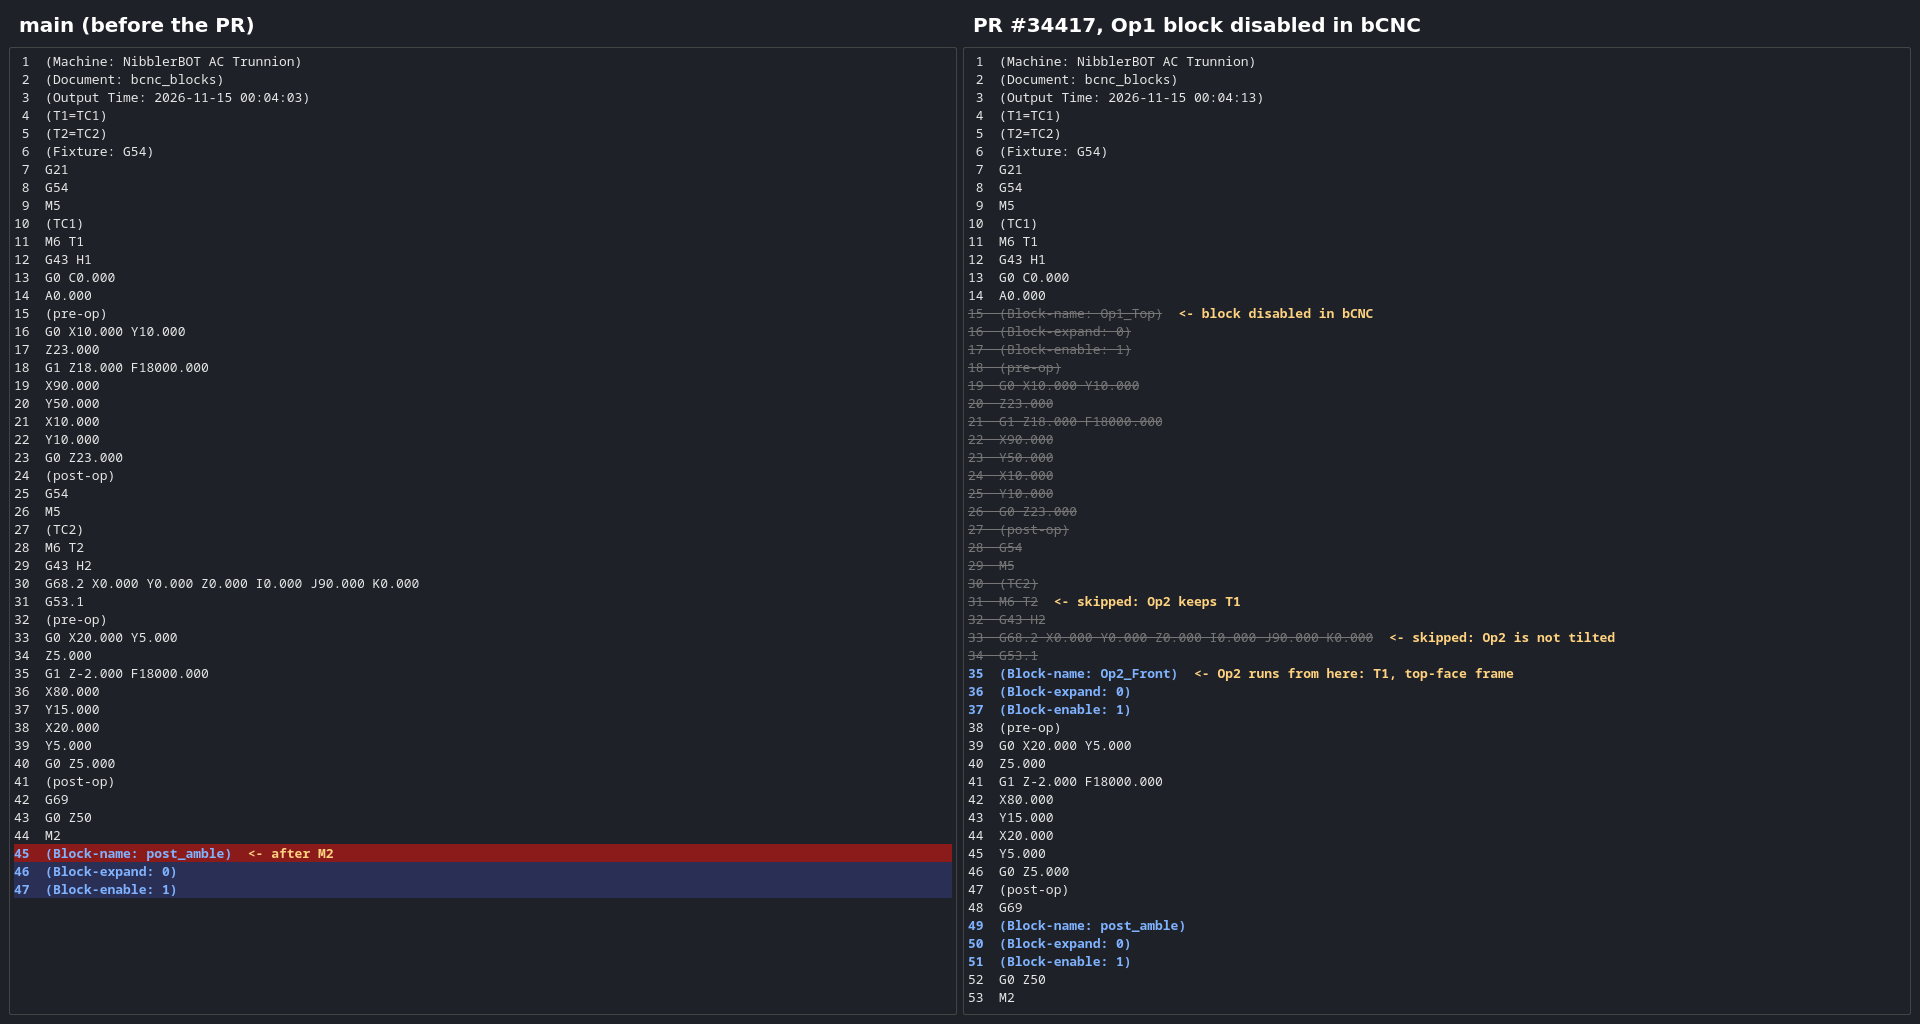 main (before the PR)
1 (Machine: NibblerBOT AC Trunnion)
2 (Document: bcnc_blocks)
3 (Output Time: 2026-11-15 00:04:03)
4 (T1=TC1)
5 (T2=TC2)
6 (Fixture: G54)
7 G21
8 G54
9 M5
10 (TC1)
11 M6 T1
12 G43 H1
13 G0 C0.000
14 A0.000
15 (pre-op)
16 G0 X10.000 Y10.000
17 Z23.000
18 G1 Z18.000 F18000.000
19 X90.000
20 Y50.000
21 X10.000
22 Y10.000
23 G0 Z23.000
24 (post-op)
25 G54
26 M5
27 (TC2)
28 M6 T2
29 G43 H2
30 G68.2 X0.000 Y0.000 Z0.000 I0.000 J90.000 K0.000
31 G53.1
32 (pre-op)
33 G0 X20.000 Y5.000
34 Z5.000
35 G1 Z-2.000 F18000.000
36 X80.000
37 Y15.000
38 X20.000
39 Y5.000
40 G0 Z5.000
41 (post-op)
42 G69
43 G0 Z50
44 M2
45 (Block-name: post_amble) <- after M2
46 (Block-expand: 0)
47 (Block-enable: 1)
PR #34417, Op1 block disabled in bCNC
1 (Machine: NibblerBOT AC Trunnion)
2 (Document: bcnc_blocks)
3 (Output Time: 2026-11-15 00:04:13)
4 (T1=TC1)
5 (T2=TC2)
6 (Fixture: G54)
7 G21
8 G54
9 M5
10 (TC1)
11 M6 T1
12 G43 H1
13 G0 C0.000
14 A0.000
15 (Block-name: Op1_Top) <- block disabled in bCNC
16 (Block-expand: 0)
17 (Block-enable: 1)
18 (pre-op)
19 G0 X10.000 Y10.000
20 Z23.000
21 G1 Z18.000 F18000.000
22 X90.000
23 Y50.000
24 X10.000
25 Y10.000
26 G0 Z23.000
27 (post-op)
28 G54
29 M5
30 (TC2)
31 M6 T2 <- skipped: Op2 keeps T1
32 G43 H2
33 G68.2 X0.000 Y0.000 Z0.000 I0.000 J90.000 K0.000 <- skipped: Op2 is not tilted
34 G53.1
35 (Block-name: Op2_Front) <- Op2 runs from here: T1, top-face frame
36 (Block-expand: 0)
37 (Block-enable: 1)
38 (pre-op)
39 G0 X20.000 Y5.000
40 Z5.000
41 G1 Z-2.000 F18000.000
42 X80.000
43 Y15.000
44 X20.000
45 Y5.000
46 G0 Z5.000
47 (post-op)
48 G69
49 (Block-name: post_amble)
50 (Block-expand: 0)
51 (Block-enable: 1)
52 G0 Z50
53 M2